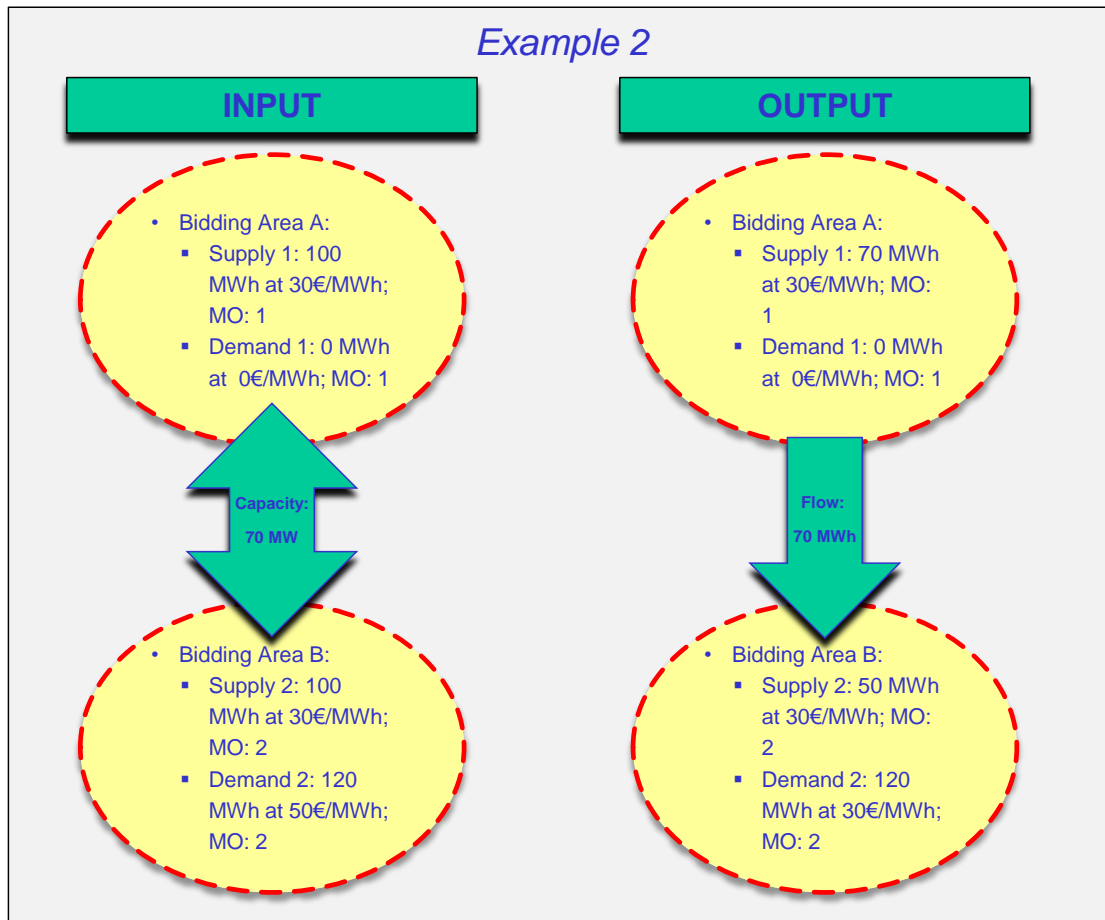 Example 2
INPUT
• Bidding Area A:
▪ Supply 1: 100
MWh at 30€/MWh;
MO: 1
▪ Demand 1: 0 MWh
at 0€/MWh; MO: 1
Capacity:
70 MW
• Bidding Area B:
▪ Supply 2: 100
MWh at 30€/MWh;
MO: 2
▪ Demand 2: 120
MWh at 50€/MWh;
MO: 2
OUTPUT
• Bidding Area A:
▪ Supply 1: 70 MWh
at 30€/MWh; MO:
1
▪ Demand 1: 0 MWh
at 0€/MWh; MO: 1
Flow:
70 MWh
• Bidding Area B:
▪ Supply 2: 50 MWh
at 30€/MWh; MO:
2
▪ Demand 2: 120
MWh at 30€/MWh;
MO: 2